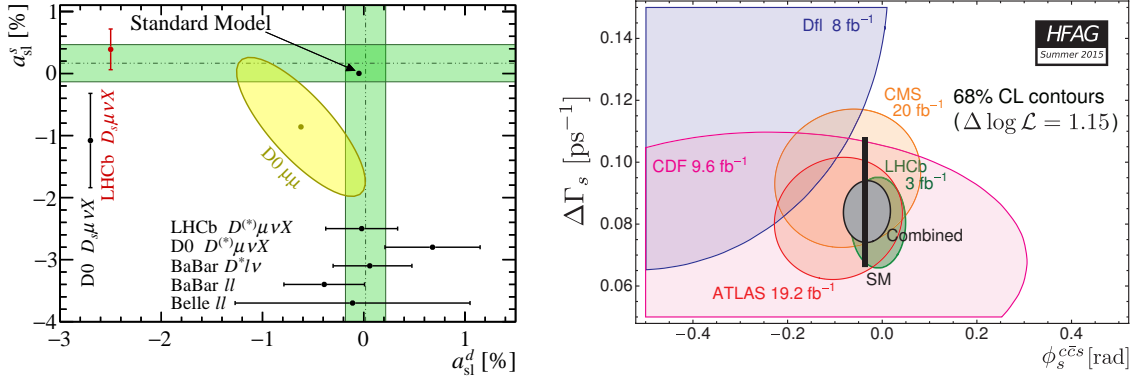 a^s_sl [%]
1
0
−1
−2
−3
−4
−3
−2
−1
0
1
a^d_sl [%]
Standard Model
LHCb D_sμνX
D0 D_sμνX
D0 μμ
LHCb D^(*)μνX
D0 D^(*)μνX
BaBar D*lν
BaBar ll
Belle ll
ΔΓ_s [ps⁻¹]
0.14
0.12
0.10
0.08
0.06
−0.4
−0.2
0.0
0.2
0.4
φ_s^cc̄s [rad]
DØ 8 fb⁻¹
HFAG
Summer 2015
CMS
20 fb⁻¹
68% CL contours
(Δ log ℒ = 1.15)
CDF 9.6 fb⁻¹
LHCb
3 fb⁻¹
Combined
SM
ATLAS 19.2 fb⁻¹